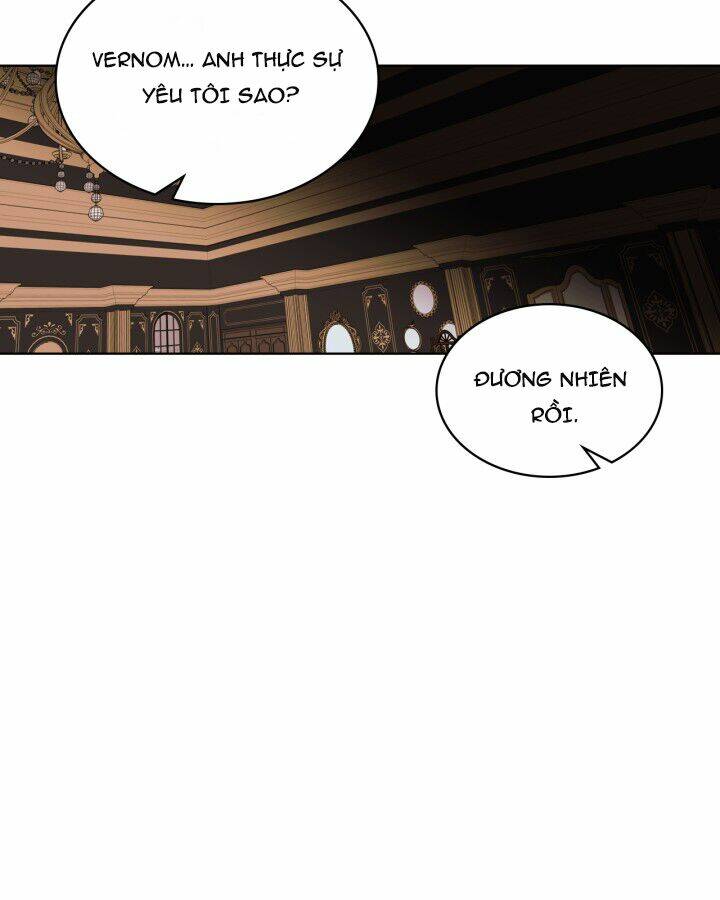 VERNOM... ANH THỰC SỰ
YÊU TÔI SAO?
ĐƯƠNG NHIÊN
RỒI.